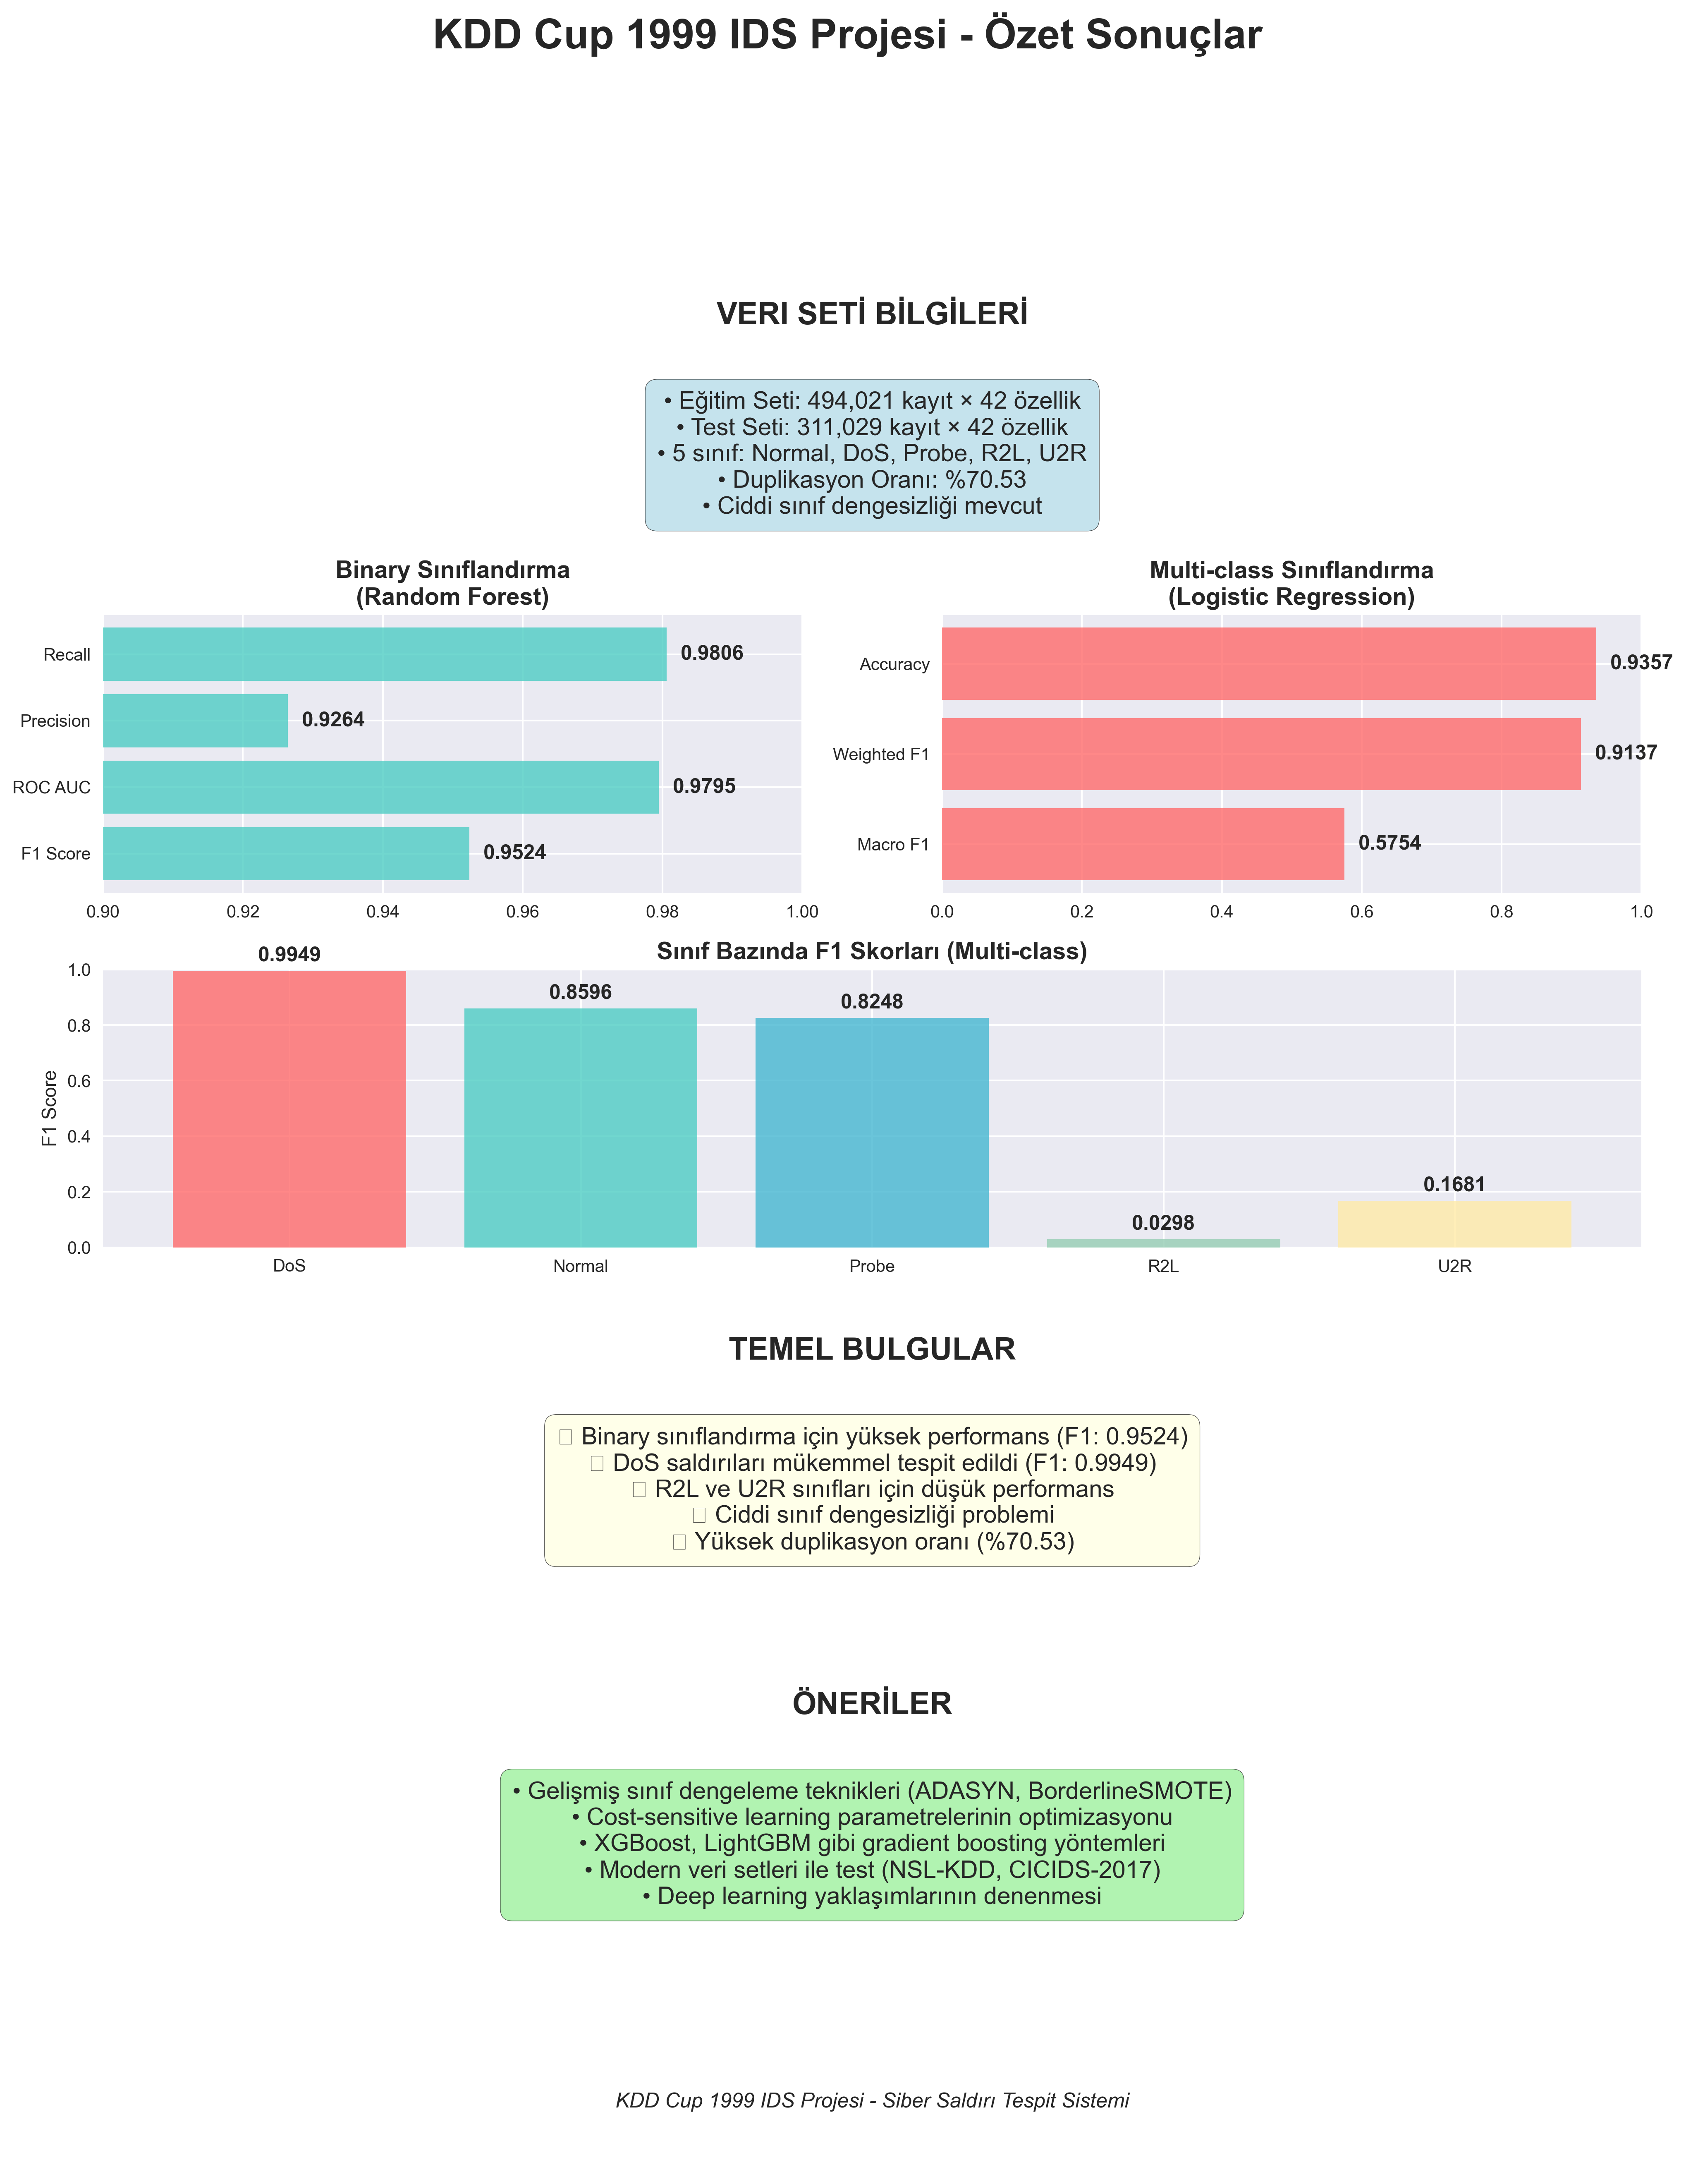 KDD Cup 1999 IDS Projesi - Özet Sonuçlar
VERI SETİ BİLGİLERİ
• Eğitim Seti: 494,021 kayıt × 42 özellik
• Test Seti: 311,029 kayıt × 42 özellik
• 5 sınıf: Normal, DoS, Probe, R2L, U2R
• Duplikasyon Oranı: %70.53
• Ciddi sınıf dengesizliği mevcut
Binary Sınıflandırma
(Random Forest)
Recall
0.9806
Precision
0.9264
ROC AUC
0.9795
F1 Score
0.9524
0.90 0.92 0.94 0.96 0.98 1.00
Multi-class Sınıflandırma
(Logistic Regression)
Accuracy
0.9357
Weighted F1
0.9137
Macro F1
0.5754
0.0 0.2 0.4 0.6 0.8 1.0
Sınıf Bazında F1 Skorları (Multi-class)
F1 Score
1.0
0.8
0.6
0.4
0.2
0.0
0.9949
0.8596
0.8248
0.0298
0.1681
DoS Normal Probe R2L U2R
TEMEL BULGULAR
▯ Binary sınıflandırma için yüksek performans (F1: 0.9524)
▯ DoS saldırıları mükemmel tespit edildi (F1: 0.9949)
▯ R2L ve U2R sınıfları için düşük performans
▯ Ciddi sınıf dengesizliği problemi
▯ Yüksek duplikasyon oranı (%70.53)
ÖNERİLER
• Gelişmiş sınıf dengeleme teknikleri (ADASYN, BorderlineSMOTE)
• Cost-sensitive learning parametrelerinin optimizasyonu
• XGBoost, LightGBM gibi gradient boosting yöntemleri
• Modern veri setleri ile test (NSL-KDD, CICIDS-2017)
• Deep learning yaklaşımlarının denenmesi
KDD Cup 1999 IDS Projesi - Siber Saldırı Tespit Sistemi